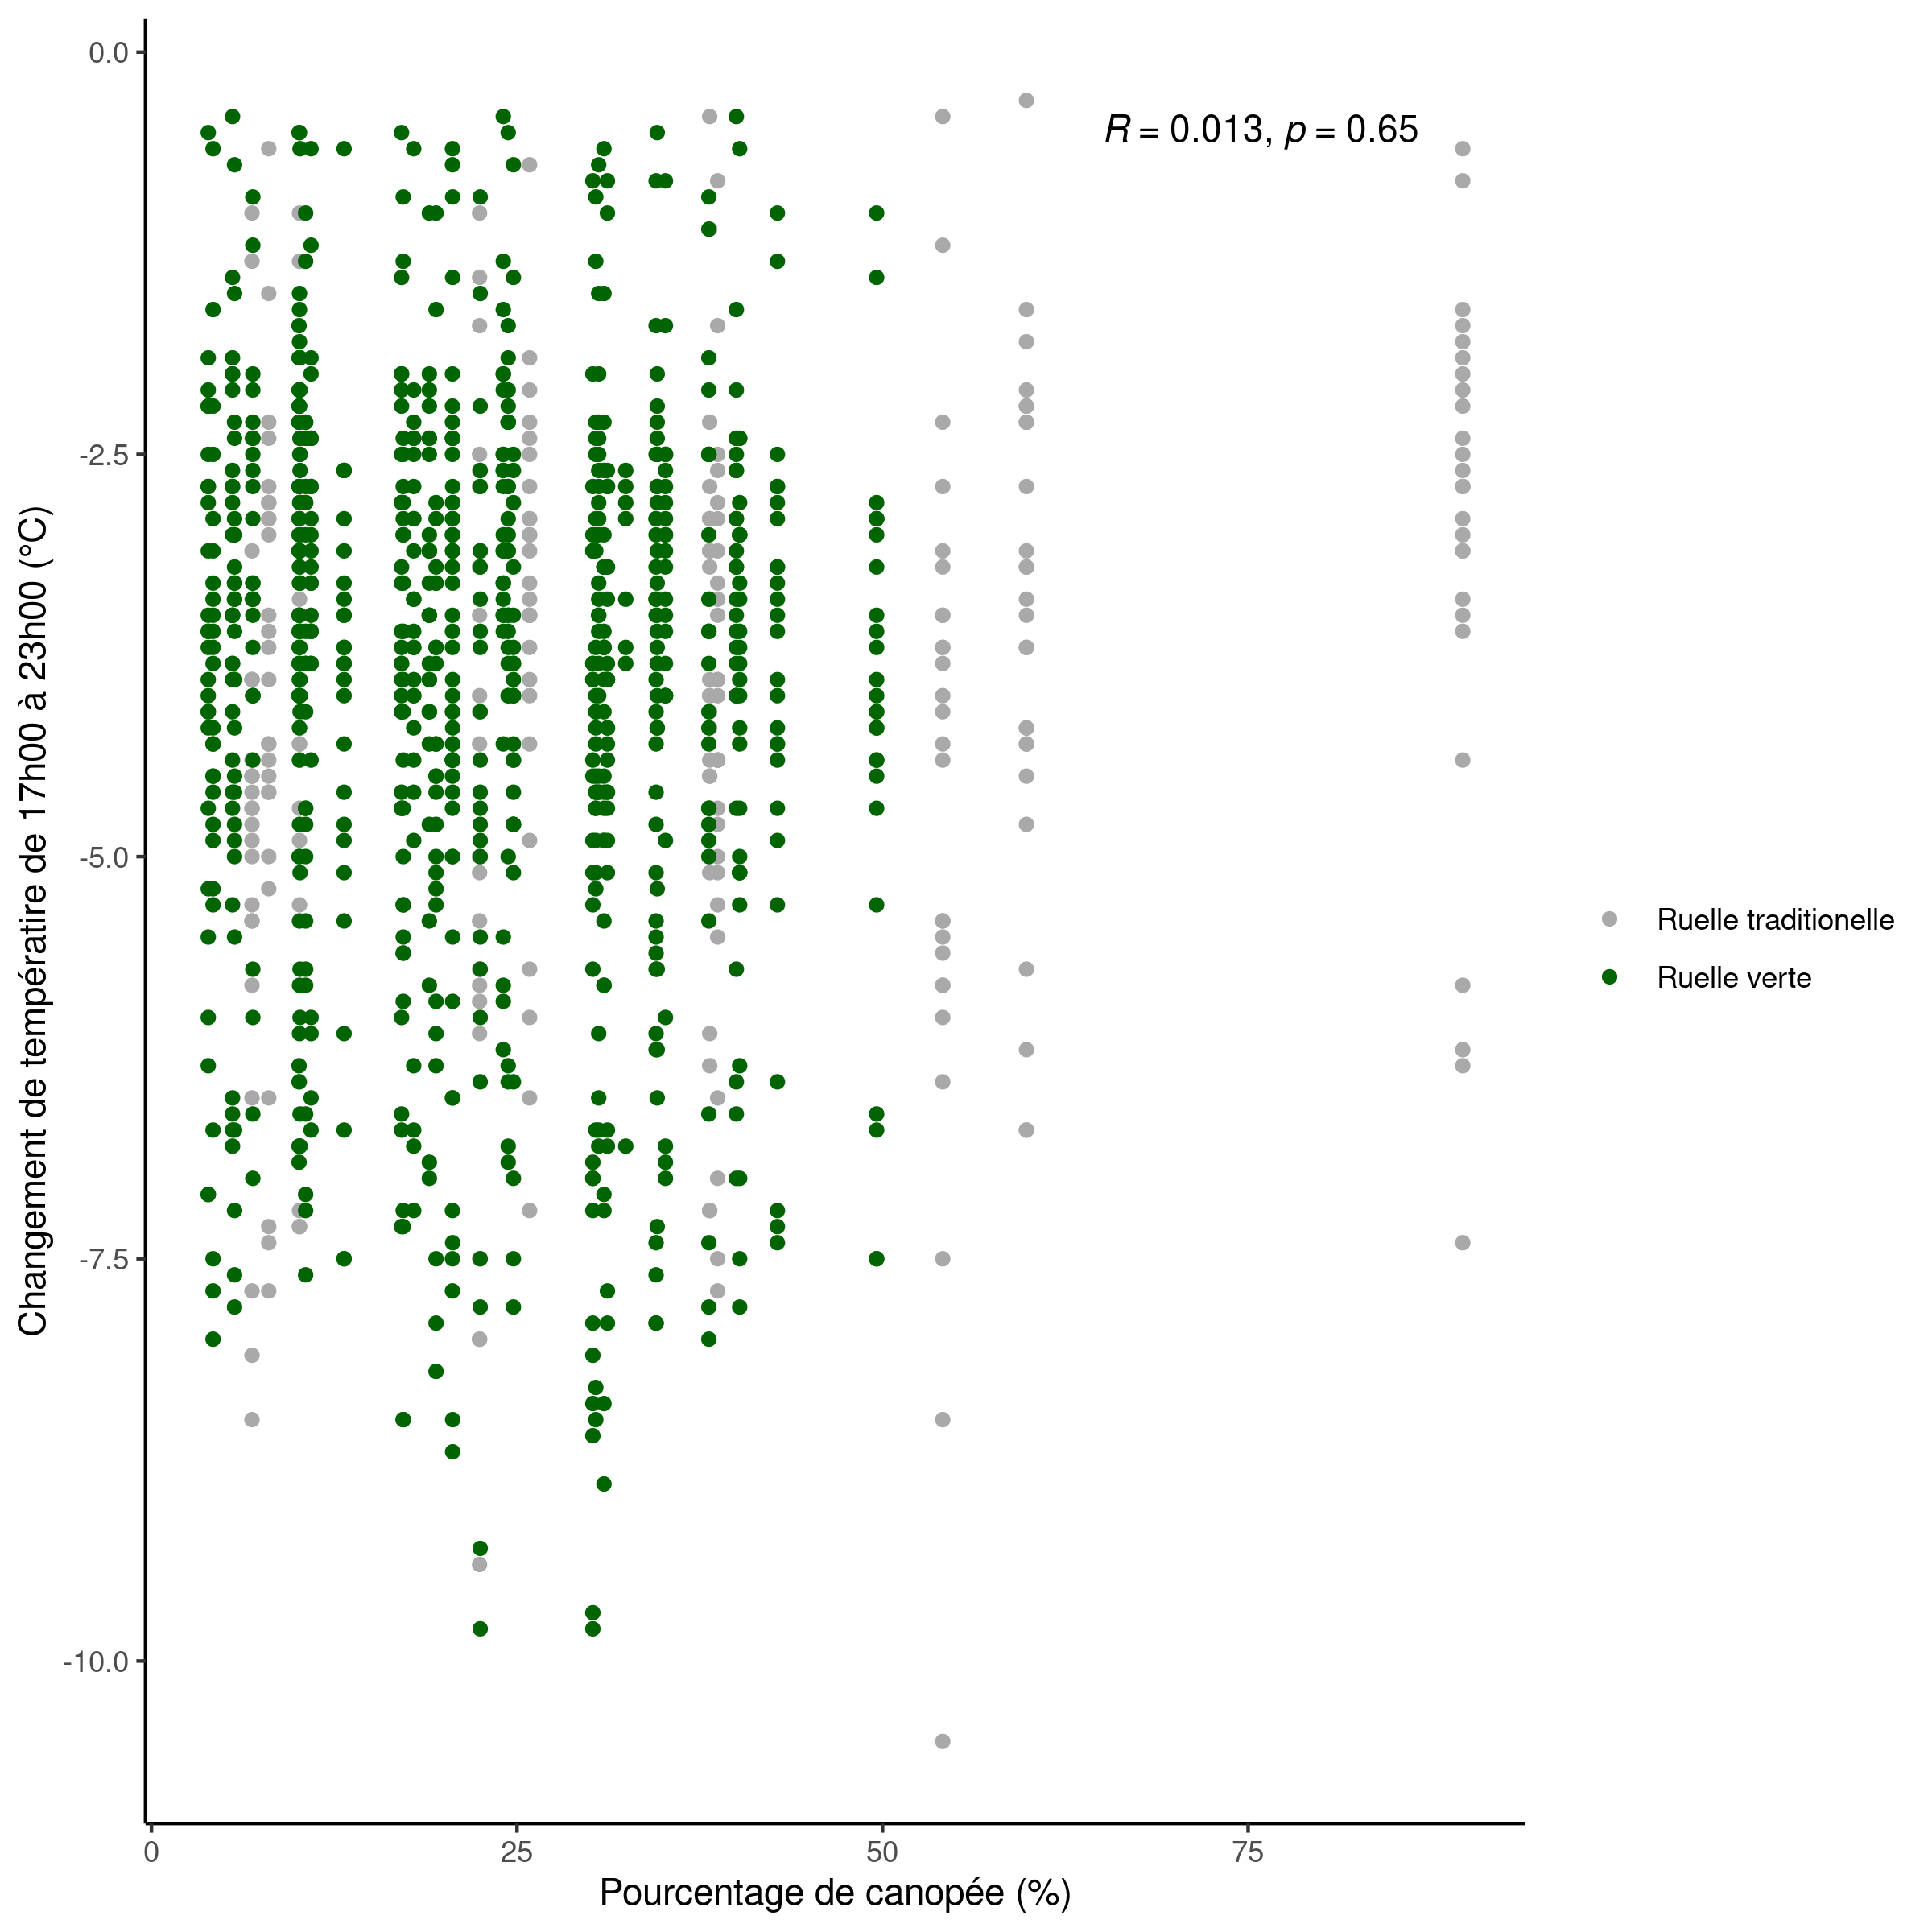 R = 0.013, p = 0.65
0.0
-2.5
-5.0
-7.5
-10.0
Changement de températire de 17h00 à 23h00 (°C)
0 25 50 75
Pourcentage de canopée (%)
Ruelle traditionelle
Ruelle verte